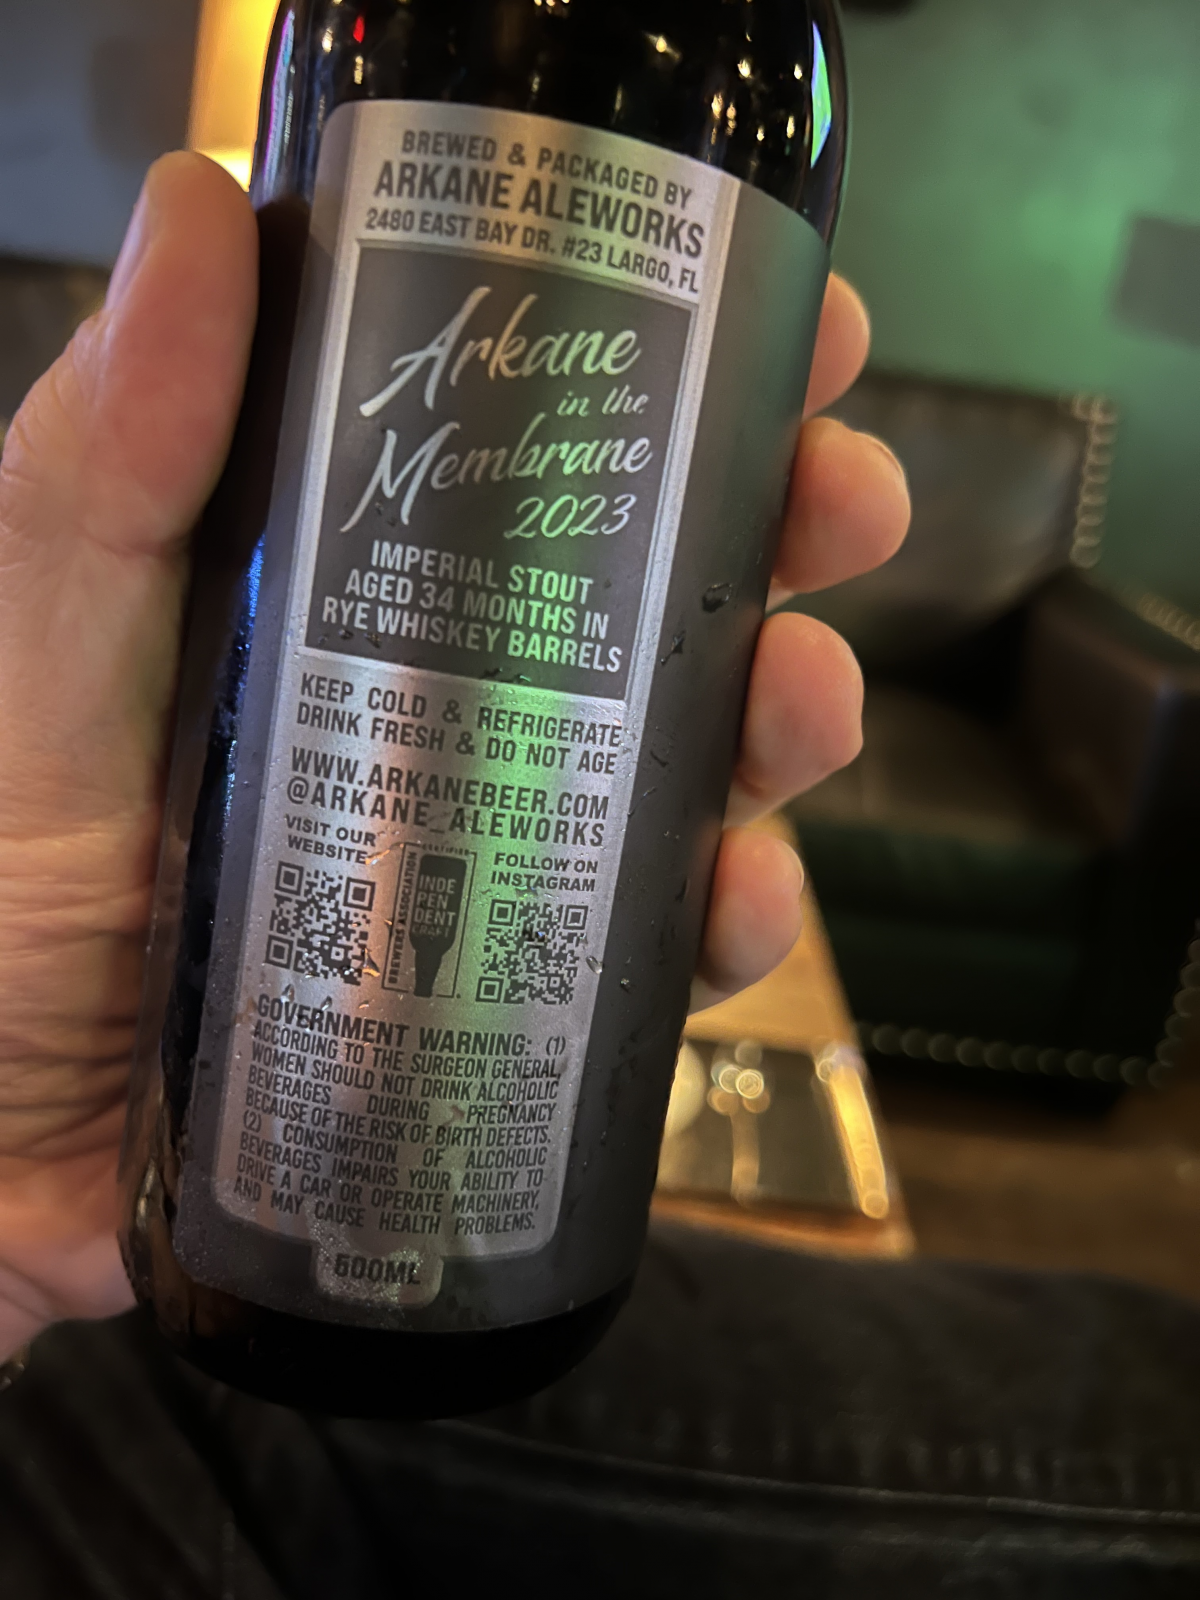 BREWED & PACKAGED BY
ARKANE ALEWORKS
2480 EAST BAY DR. #23 LARGO, FL
Arkane
in the
Membrane
2023
IMPERIAL STOUT
AGED 34 MONTHS IN
RYE WHISKEY BARRELS
KEEP COLD & REFRIGERATE
DRINK FRESH & DO NOT AGE
WWW.ARKANEBEER.COM
@ARKANE_ALEWORKS
VISIT OUR
WEBSITE
CERTIFIED
BREWERS ASSOCIATION
INDE
PEN
DENT
CRAFT
FOLLOW ON
INSTAGRAM
GOVERNMENT WARNING: (1)
ACCORDING TO THE SURGEON GENERAL,
WOMEN SHOULD NOT DRINK ALCOHOLIC
BEVERAGES DURING PREGNANCY
BECAUSE OF THE RISK OF BIRTH DEFECTS.
(2) CONSUMPTION OF ALCOHOLIC
BEVERAGES IMPAIRS YOUR ABILITY TO
DRIVE A CAR OR OPERATE MACHINERY,
AND MAY CAUSE HEALTH PROBLEMS.
500ML